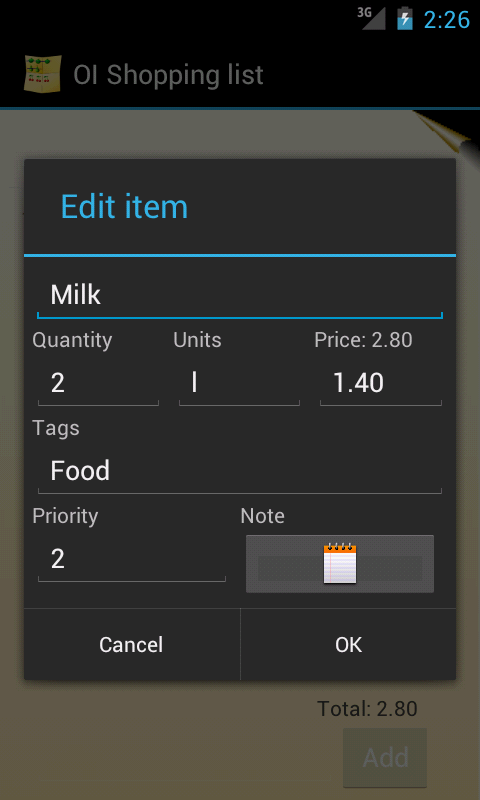 3G 2:26
OI Shopping list
Edit item
Milk
Quantity Units Price: 2.80
2 l 1.40
Tags
Food
Priority Note
2
Cancel OK
Total: 2.80
Add